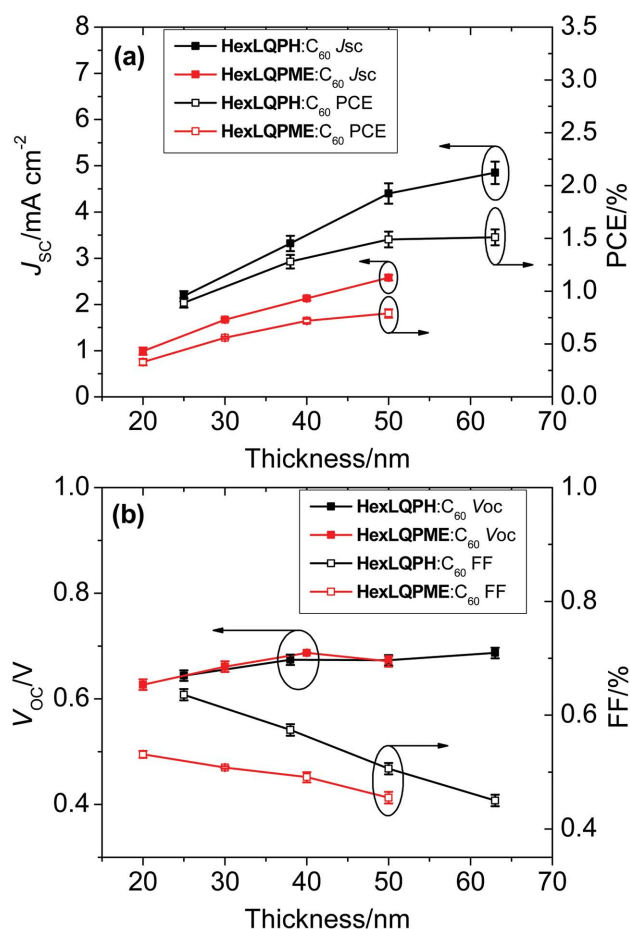 (a)
HexLQPH:C60 Jsc
HexLQPME:C60 Jsc
HexLQPH:C60 PCE
HexLQPME:C60 PCE
8
7
6
5
4
3
2
1
0
JSC/mA cm-2
3.5
3.0
2.5
2.0
1.5
1.0
0.5
0.0
PCE/%
20 30 40 50 60 70
Thickness/nm
(b)
HexLQPH:C60 Voc
HexLQPME:C60 Voc
HexLQPH:C60 FF
HexLQPME:C60 FF
1.0
0.8
0.6
0.4
VOC/V
1.0
0.8
0.6
0.4
FF/%
20 30 40 50 60 70
Thickness/nm